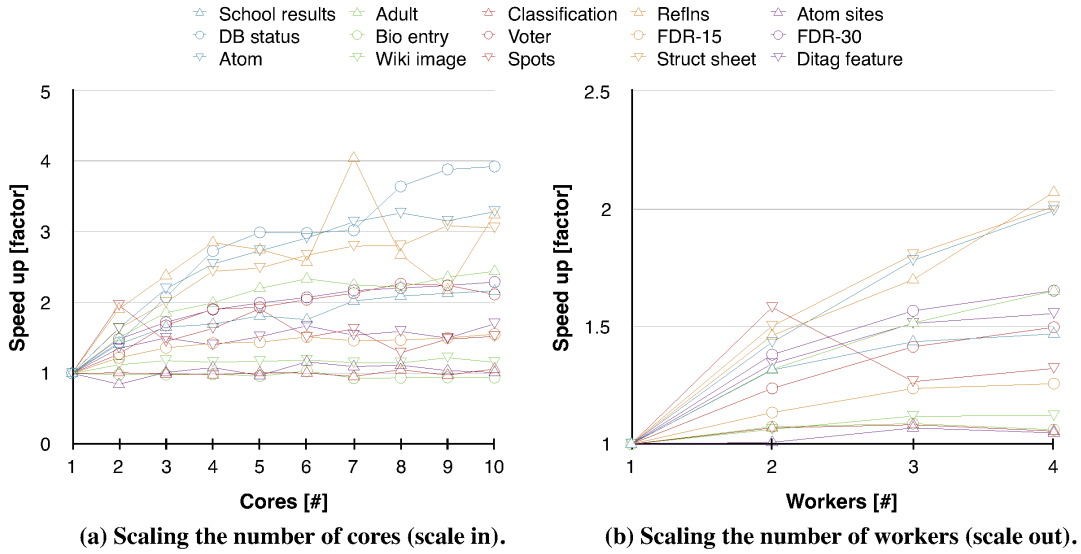 School results Adult Classification RefIns Atom sites
DB status Bio entry Voter FDR-15 FDR-30
Atom Wiki image Spots Struct sheet Ditag feature
5
4
3
2
1
0
Speed up [factor]
1 2 3 4 5 6 7 8 9 10
Cores [#]
(a) Scaling the number of cores (scale in).
2.5
2
1.5
1
Speed up [factor]
1 2 3 4
Workers [#]
(b) Scaling the number of workers (scale out).